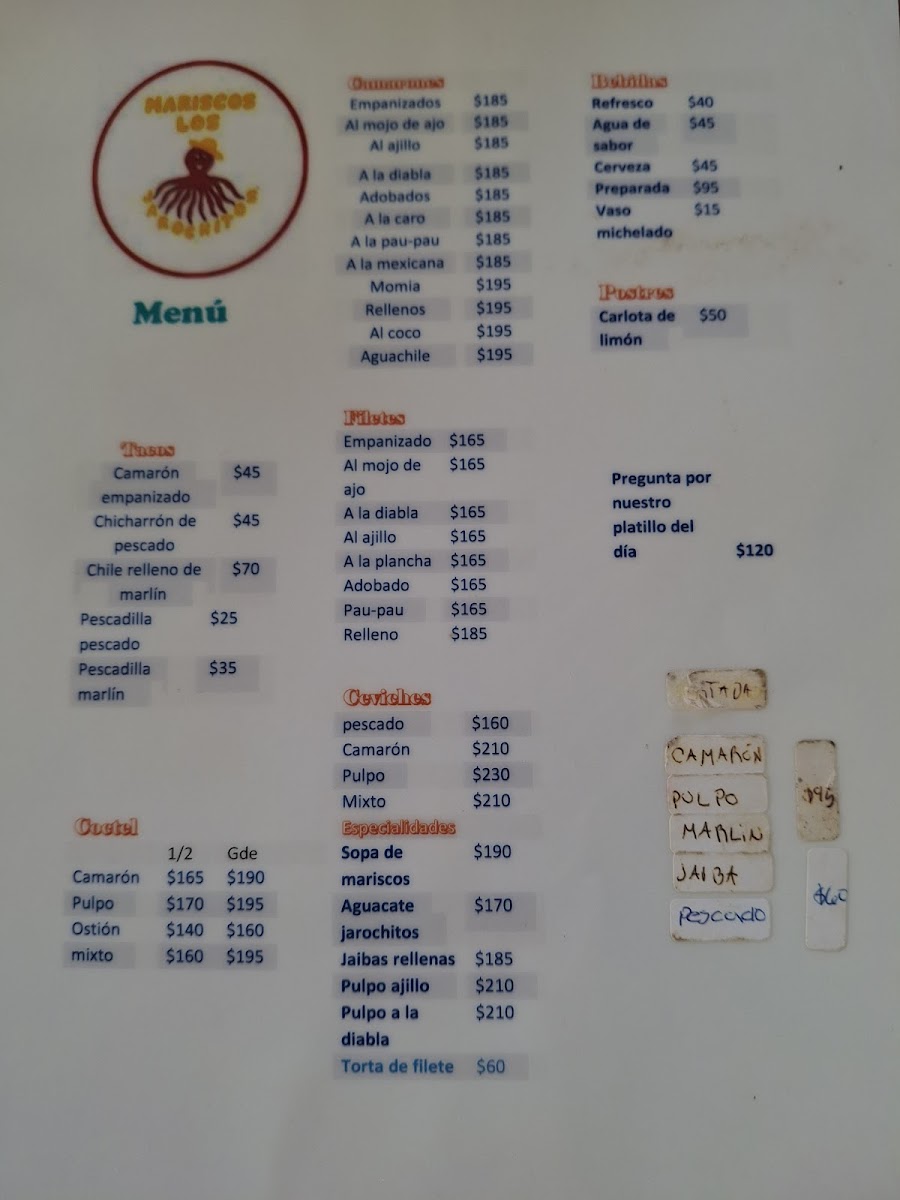 MARISCOS
LOS
JAROCHITOS
Menú
Tacos
Camarón $45
empanizado
Chicharrón de $45
pescado
Chile relleno de $70
marlín
Pescadilla $25
pescado
Pescadilla $35
marlín
Coctel
1/2 Gde
Camarón $165 $190
Pulpo $170 $195
Ostión $140 $160
mixto $160 $195
Camarones
Empanizados $185
Al mojo de ajo $185
Al ajillo $185
A la diabla $185
Adobados $185
A la caro $185
A la pau-pau $185
A la mexicana $185
Momia $195
Rellenos $195
Al coco $195
Aguachile $195
Filetes
Empanizado $165
Al mojo de $165
ajo
A la diabla $165
Al ajillo $165
A la plancha $165
Adobado $165
Pau-pau $165
Relleno $185
Ceviches
pescado $160
Camarón $210
Pulpo $230
Mixto $210
Especialidades
Sopa de $190
mariscos
Aguacate $170
jarochitos
Jaibas rellenas $185
Pulpo ajillo $210
Pulpo a la $210
diabla
Torta de filete $60
Bebidas
Refresco $40
Agua de $45
sabor
Cerveza $45
Preparada $95
Vaso $15
michelado
Postres
Carlota de $50
limón
Pregunta por
nuestro
platillo del
día $120
CAMARÓN
PULPO
MARLIN
JAIBA
Pescado
$60